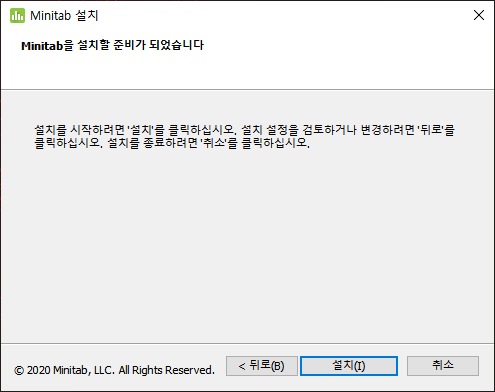 Minitab 설치
Minitab을 설치할 준비가 되었습니다
설치를 시작하려면 '설치'를 클릭하십시오. 설치 설정을 검토하거나 변경하려면 '뒤로'를
클릭하십시오. 설치를 종료하려면 '취소'를 클릭하십시오.
© 2020 Minitab, LLC. All Rights Reserved.
< 뒤로(B)
설치(I)
취소